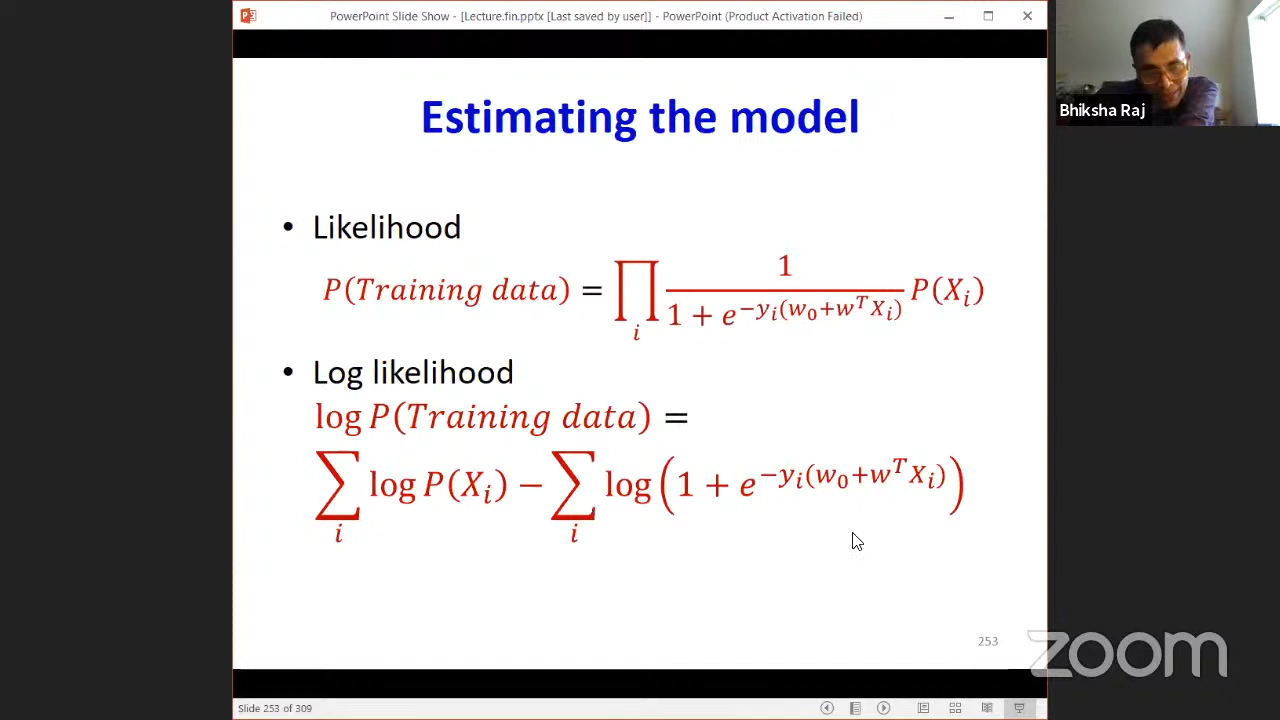 PowerPoint Slide Show - [Lecture.fin.pptx [Last saved by user]] - PowerPoint (Product Activation Failed)
Bhiksha Raj
Estimating the model
• Likelihood
P(Training data) = ∏_i 1 / (1 + e^{−y_i(w_0+w^T X_i)}) P(X_i)
• Log likelihood
log P(Training data) =
∑_i log P(X_i) − ∑_i log(1 + e^{−y_i(w_0+w^T X_i)})
253
zoom
Slide 253 of 309